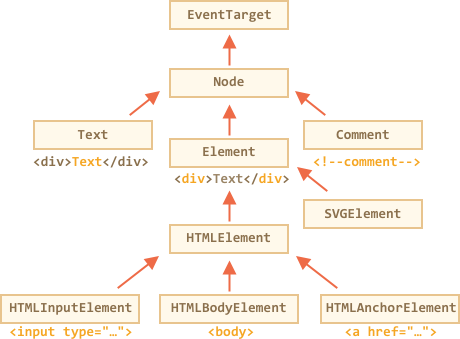 EventTarget
Node
Text
Element
Comment
<div>Text</div>
<div>Text</div>
<!--comment-->
SVGElement
HTMLElement
HTMLInputElement
HTMLBodyElement
HTMLAnchorElement
<input type="…">
<body>
<a href="…">